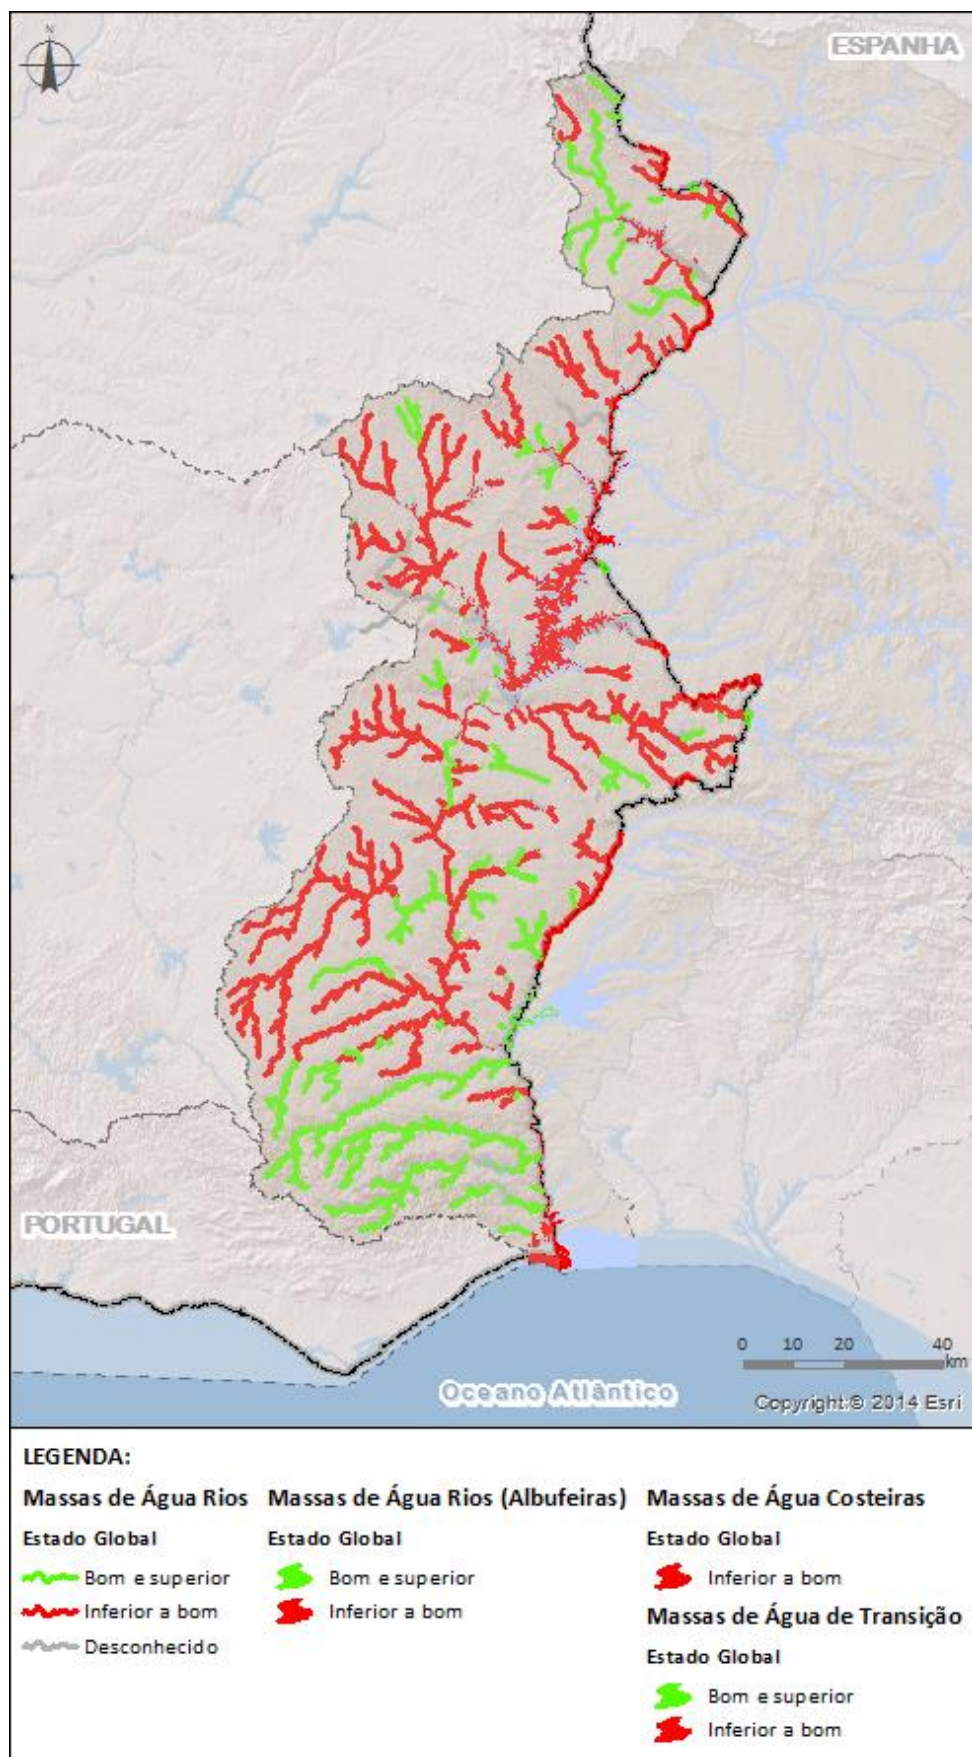 N
ESPANHA
PORTUGAL
0 10 20 40
km
Oceano Atlântico
Copyright:© 2014 Esri
LEGENDA:
Massas de Água Rios
Estado Global
Bom e superior
Inferior a bom
Desconhecido
Massas de Água Rios (Albufeiras)
Estado Global
Bom e superior
Inferior a bom
Massas de Água Costeiras
Estado Global
Inferior a bom
Massas de Água de Transição
Estado Global
Bom e superior
Inferior a bom